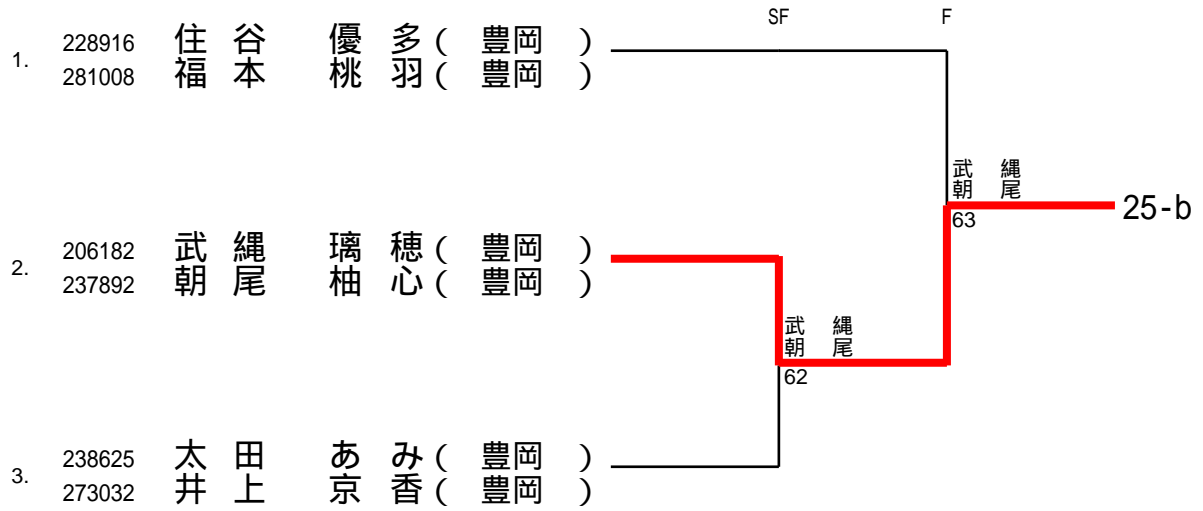 SF F
1.
228916 住谷 優多(豊岡)
281008 福本 桃羽(豊岡)
武縄
朝尾
63
25-b
2.
206182 武縄 璃穂(豊岡)
237892 朝尾 柚心(豊岡)
武縄
朝尾
62
3.
238625 太田 あみ(豊岡)
273032 井上 京香(豊岡)